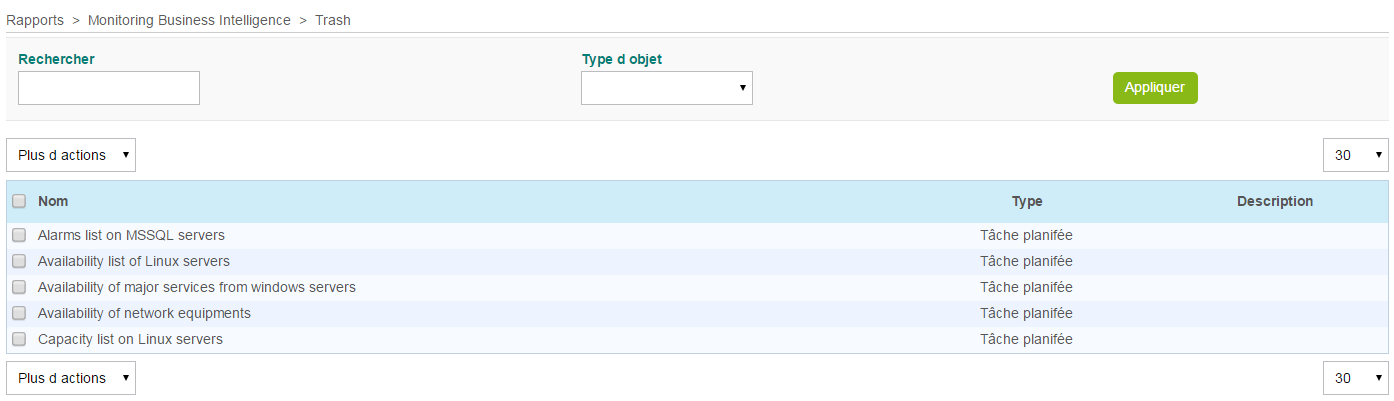 Rapports > Monitoring Business Intelligence > Trash
Rechercher Type d objet
Appliquer
Plus d actions 30
Nom Type Description
Alarms list on MSSQL servers Tâche planifée
Availability list of Linux servers Tâche planifée
Availability of major services from windows servers Tâche planifée
Availability of network equipments Tâche planifée
Capacity list on Linux servers Tâche planifée
Plus d actions 30